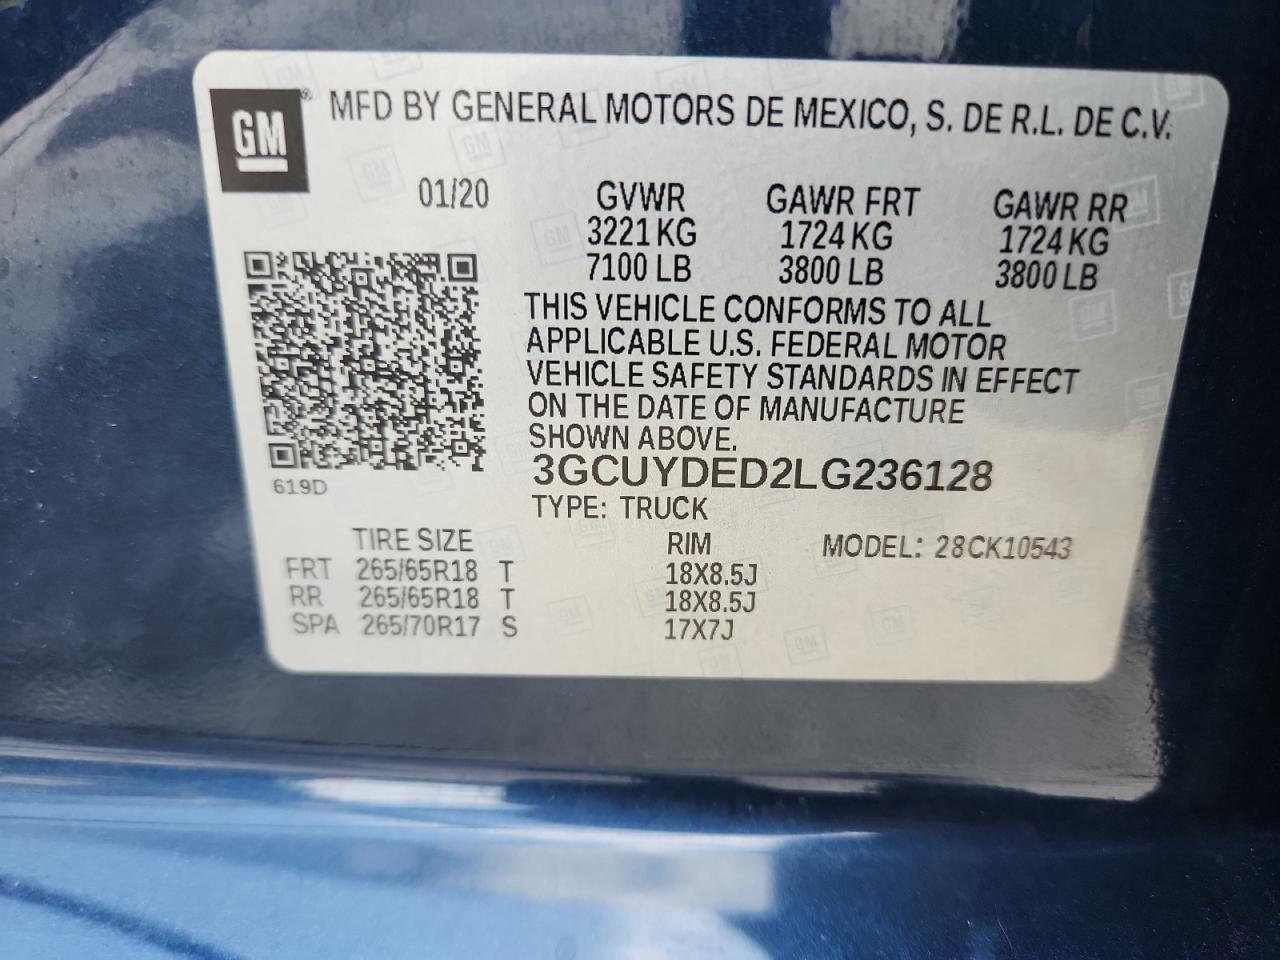 GM® MFD BY GENERAL MOTORS DE MEXICO, S. DE R.L. DE C.V.
01/20 GVWR GAWR FRT GAWR RR
3221 KG 1724 KG 1724 KG
7100 LB 3800 LB 3800 LB
THIS VEHICLE CONFORMS TO ALL
APPLICABLE U.S. FEDERAL MOTOR
VEHICLE SAFETY STANDARDS IN EFFECT
ON THE DATE OF MANUFACTURE
SHOWN ABOVE.
3GCUYDED2LG236128
619D
TYPE: TRUCK
TIRE SIZE RIM MODEL: 28CK10543
FRT 265/65R18 T 18X8.5J
RR 265/65R18 T 18X8.5J
SPA 265/70R17 S 17X7J